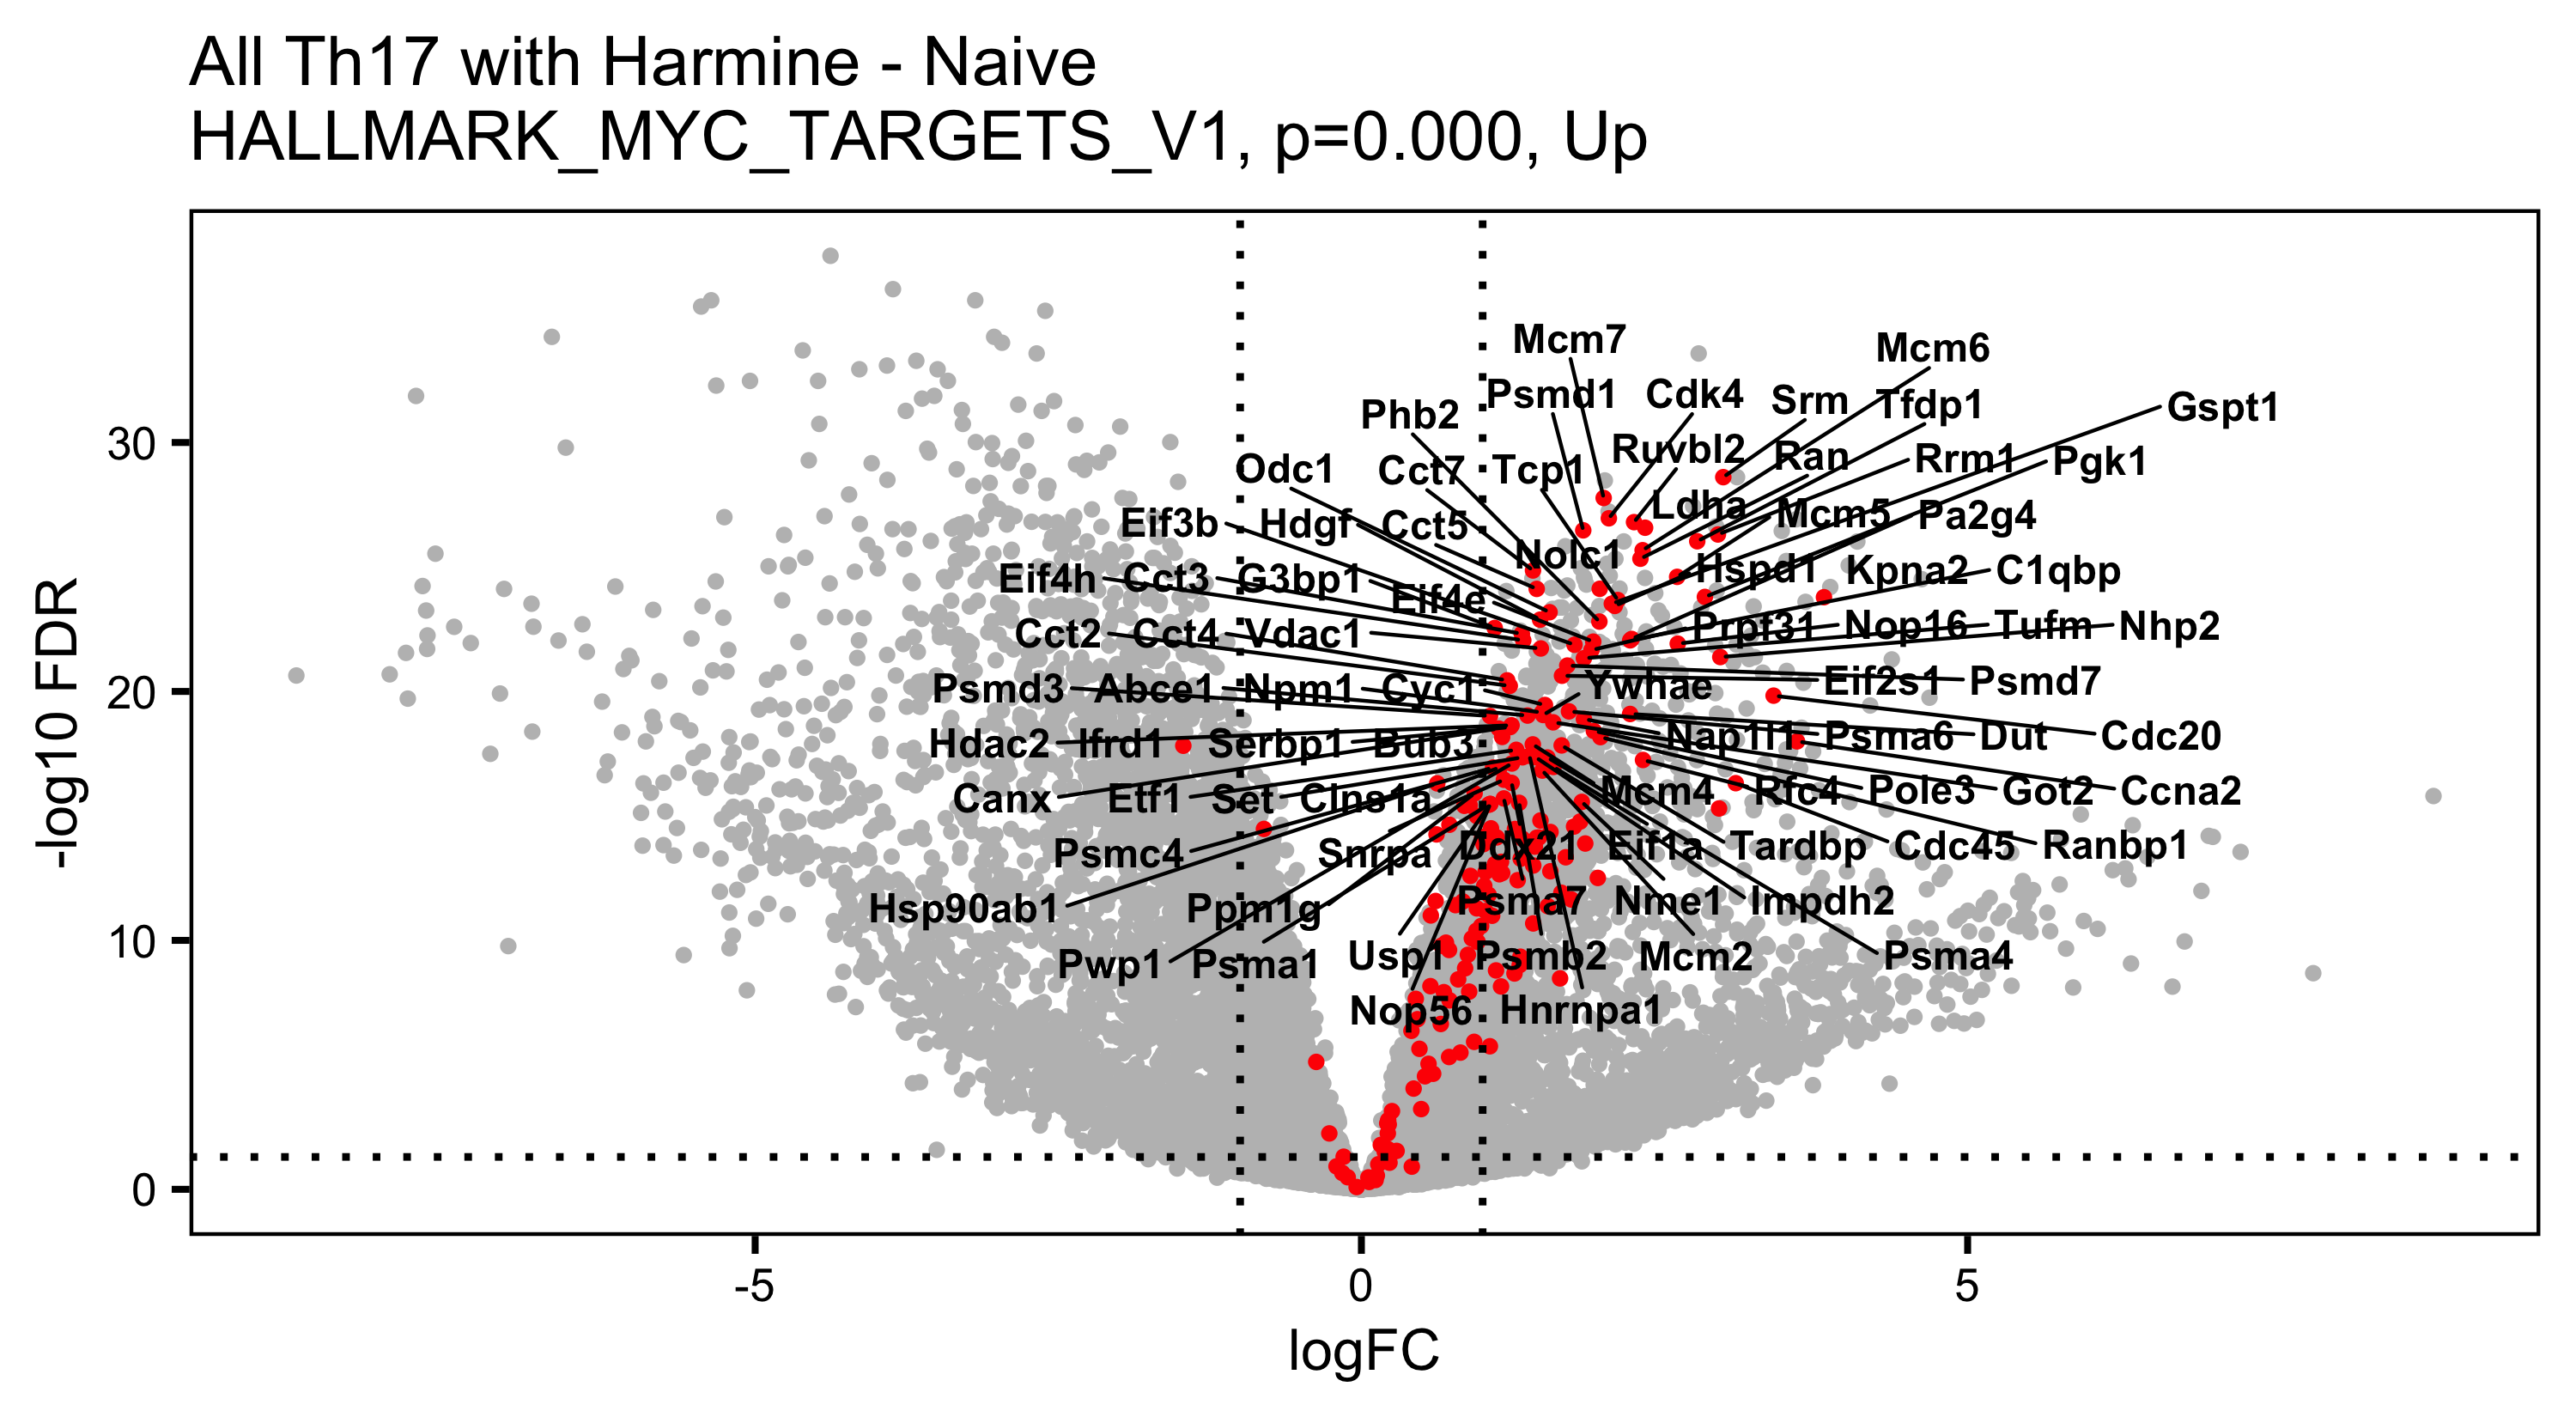 All Th17 with Harmine - Naive
HALLMARK_MYC_TARGETS_V1, p=0.000, Up
Mcm7
Mcm6
Psmd1 Cdk4 Srm Tfdp1 Gspt1
Phb2
Ruvbl2 Ran Rrm1 Pgk1
Odc1 Cct7 Tcp1
Ldha Mcm5 Pa2g4
Eif3b Hdgf Cct5
Nolc1 Hspd1 Kpna2 C1qbp
Eif4h Cct3 G3bp1 Eif4e
Prpf31 Nop16 Tufm Nhp2
Cct2 Cct4 Vdac1
Psmd3 Abce1 Npm1 Cyc1 Ywhae Eif2s1 Psmd7
Hdac2 Ifrd1 Serbp1 Bub3 Nap1l1 Psma6 Dut Cdc20
Canx Etf1 Set Clns1a Mcm4 Rfc4 Pole3 Got2 Ccna2
Psmc4 Snrpa Ddx21 Eif1a Tardbp Cdc45 Ranbp1
Hsp90ab1 Ppm1g Psma7 Nme1 Impdh2
Pwp1 Psma1 Usp1 Psmb2 Mcm2 Psma4
Nop56 Hnrnpa1
30
20
10
0
-log10 FDR
-5 0 5
logFC